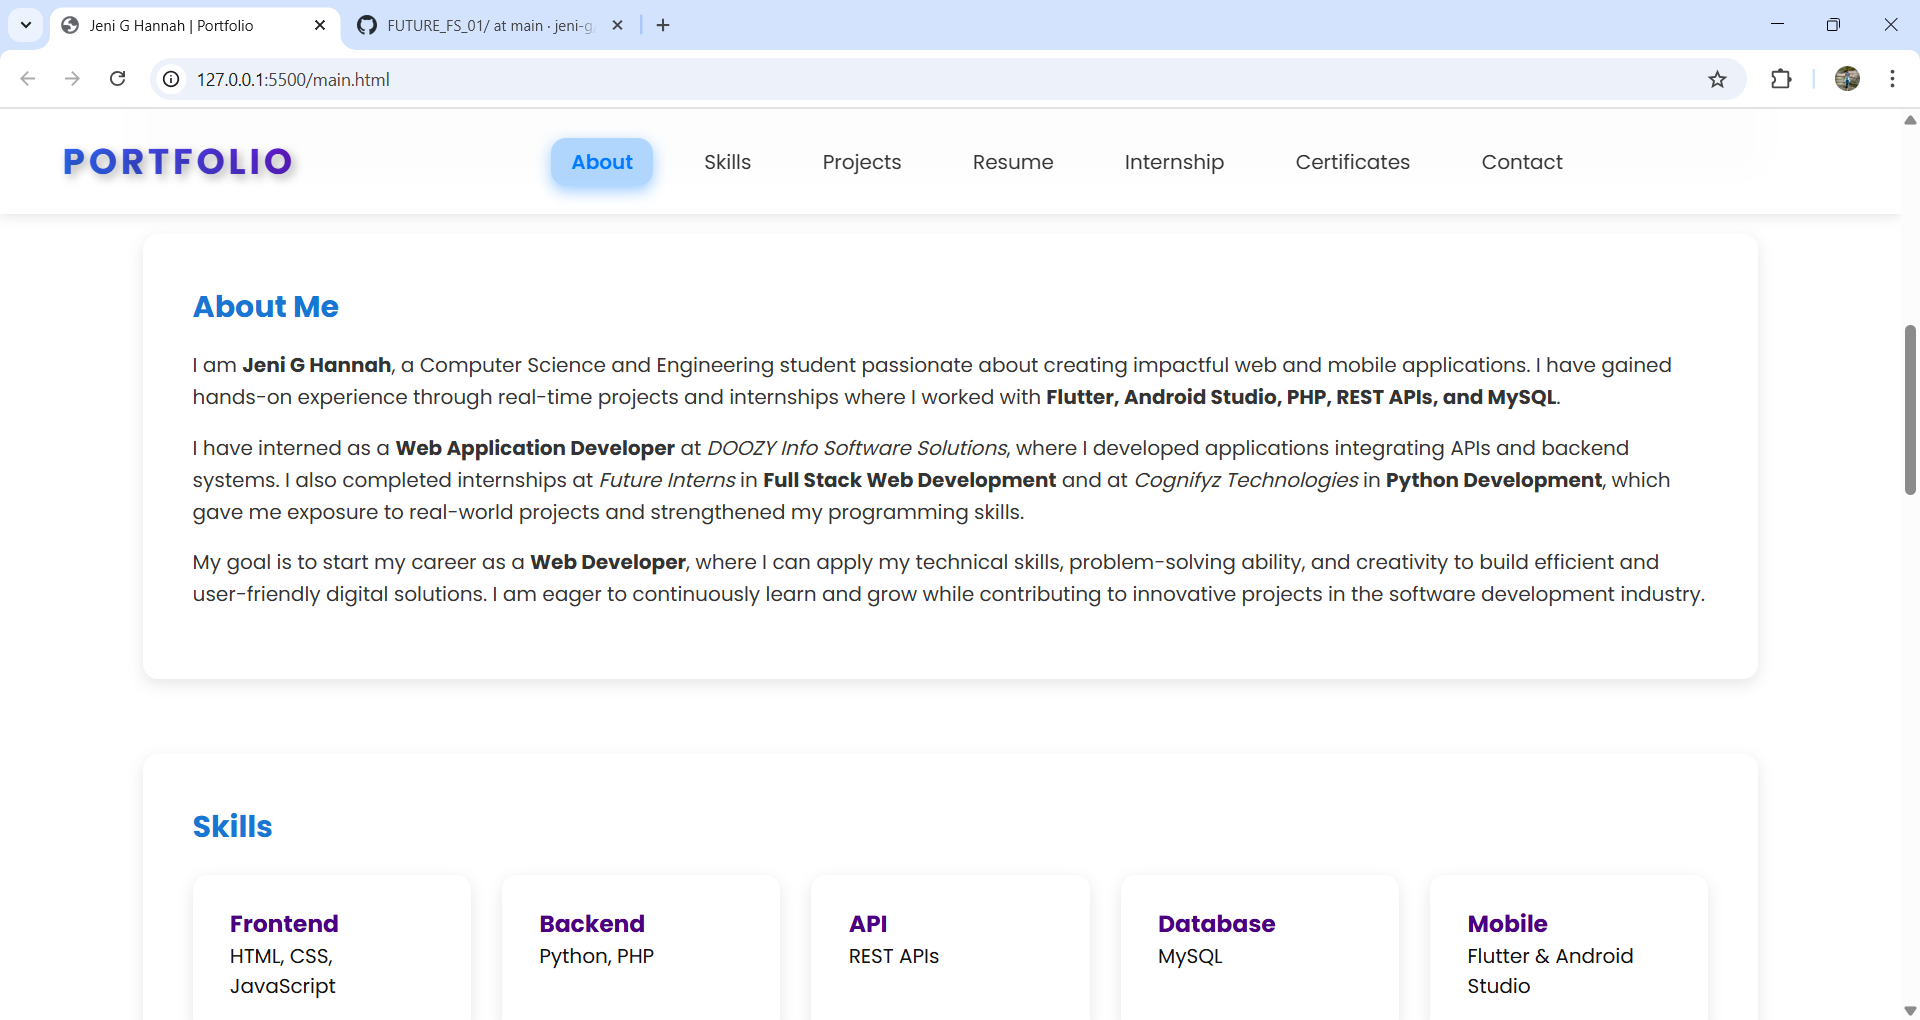 Jeni G Hannah | Portfolio
FUTURE_FS_01/ at main · jeni-g
127.0.0.1:5500/main.html
PORTFOLIO
About Skills Projects Resume Internship Certificates Contact
About Me
I am Jeni G Hannah, a Computer Science and Engineering student passionate about creating impactful web and mobile applications. I have gained
hands-on experience through real-time projects and internships where I worked with Flutter, Android Studio, PHP, REST APIs, and MySQL.
I have interned as a Web Application Developer at DOOZY Info Software Solutions, where I developed applications integrating APIs and backend
systems. I also completed internships at Future Interns in Full Stack Web Development and at Cognifyz Technologies in Python Development, which
gave me exposure to real-world projects and strengthened my programming skills.
My goal is to start my career as a Web Developer, where I can apply my technical skills, problem-solving ability, and creativity to build efficient and
user-friendly digital solutions. I am eager to continuously learn and grow while contributing to innovative projects in the software development industry.
Skills
Frontend
HTML, CSS,
JavaScript
Backend
Python, PHP
API
REST APIs
Database
MySQL
Mobile
Flutter & Android
Studio